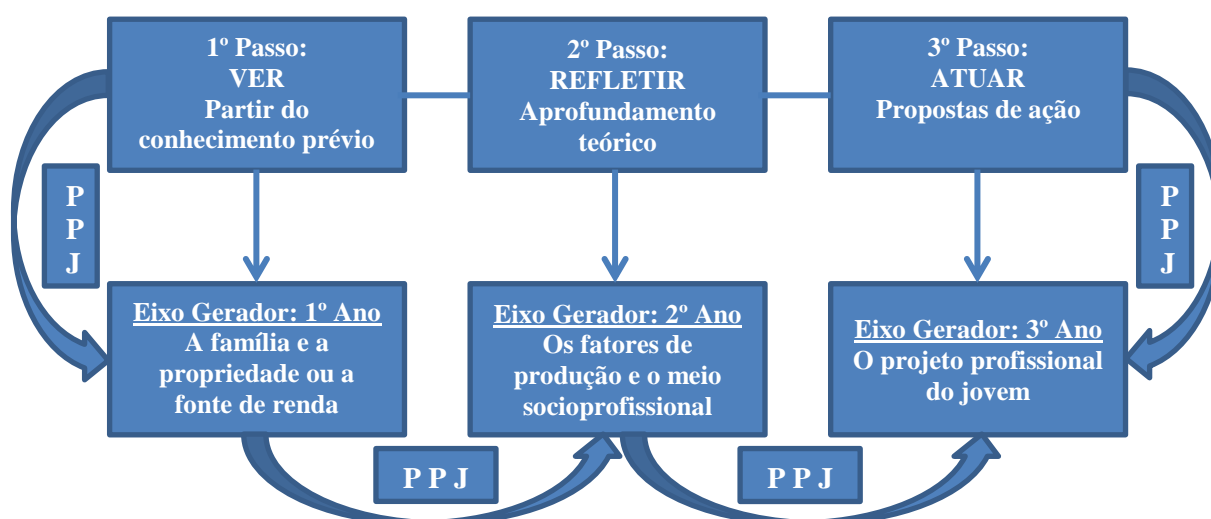 1º Passo:
VER
Partir do
conhecimento prévio
2º Passo:
REFLETIR
Aprofundamento
teórico
3º Passo:
ATUAR
Propostas de ação
P
P
J
P
P
J
Eixo Gerador: 1º Ano
A família e a
propriedade ou a
fonte de renda
Eixo Gerador: 2º Ano
Os fatores de
produção e o meio
socioprofissional
Eixo Gerador: 3º Ano
O projeto profissional
do jovem
P P J
P P J